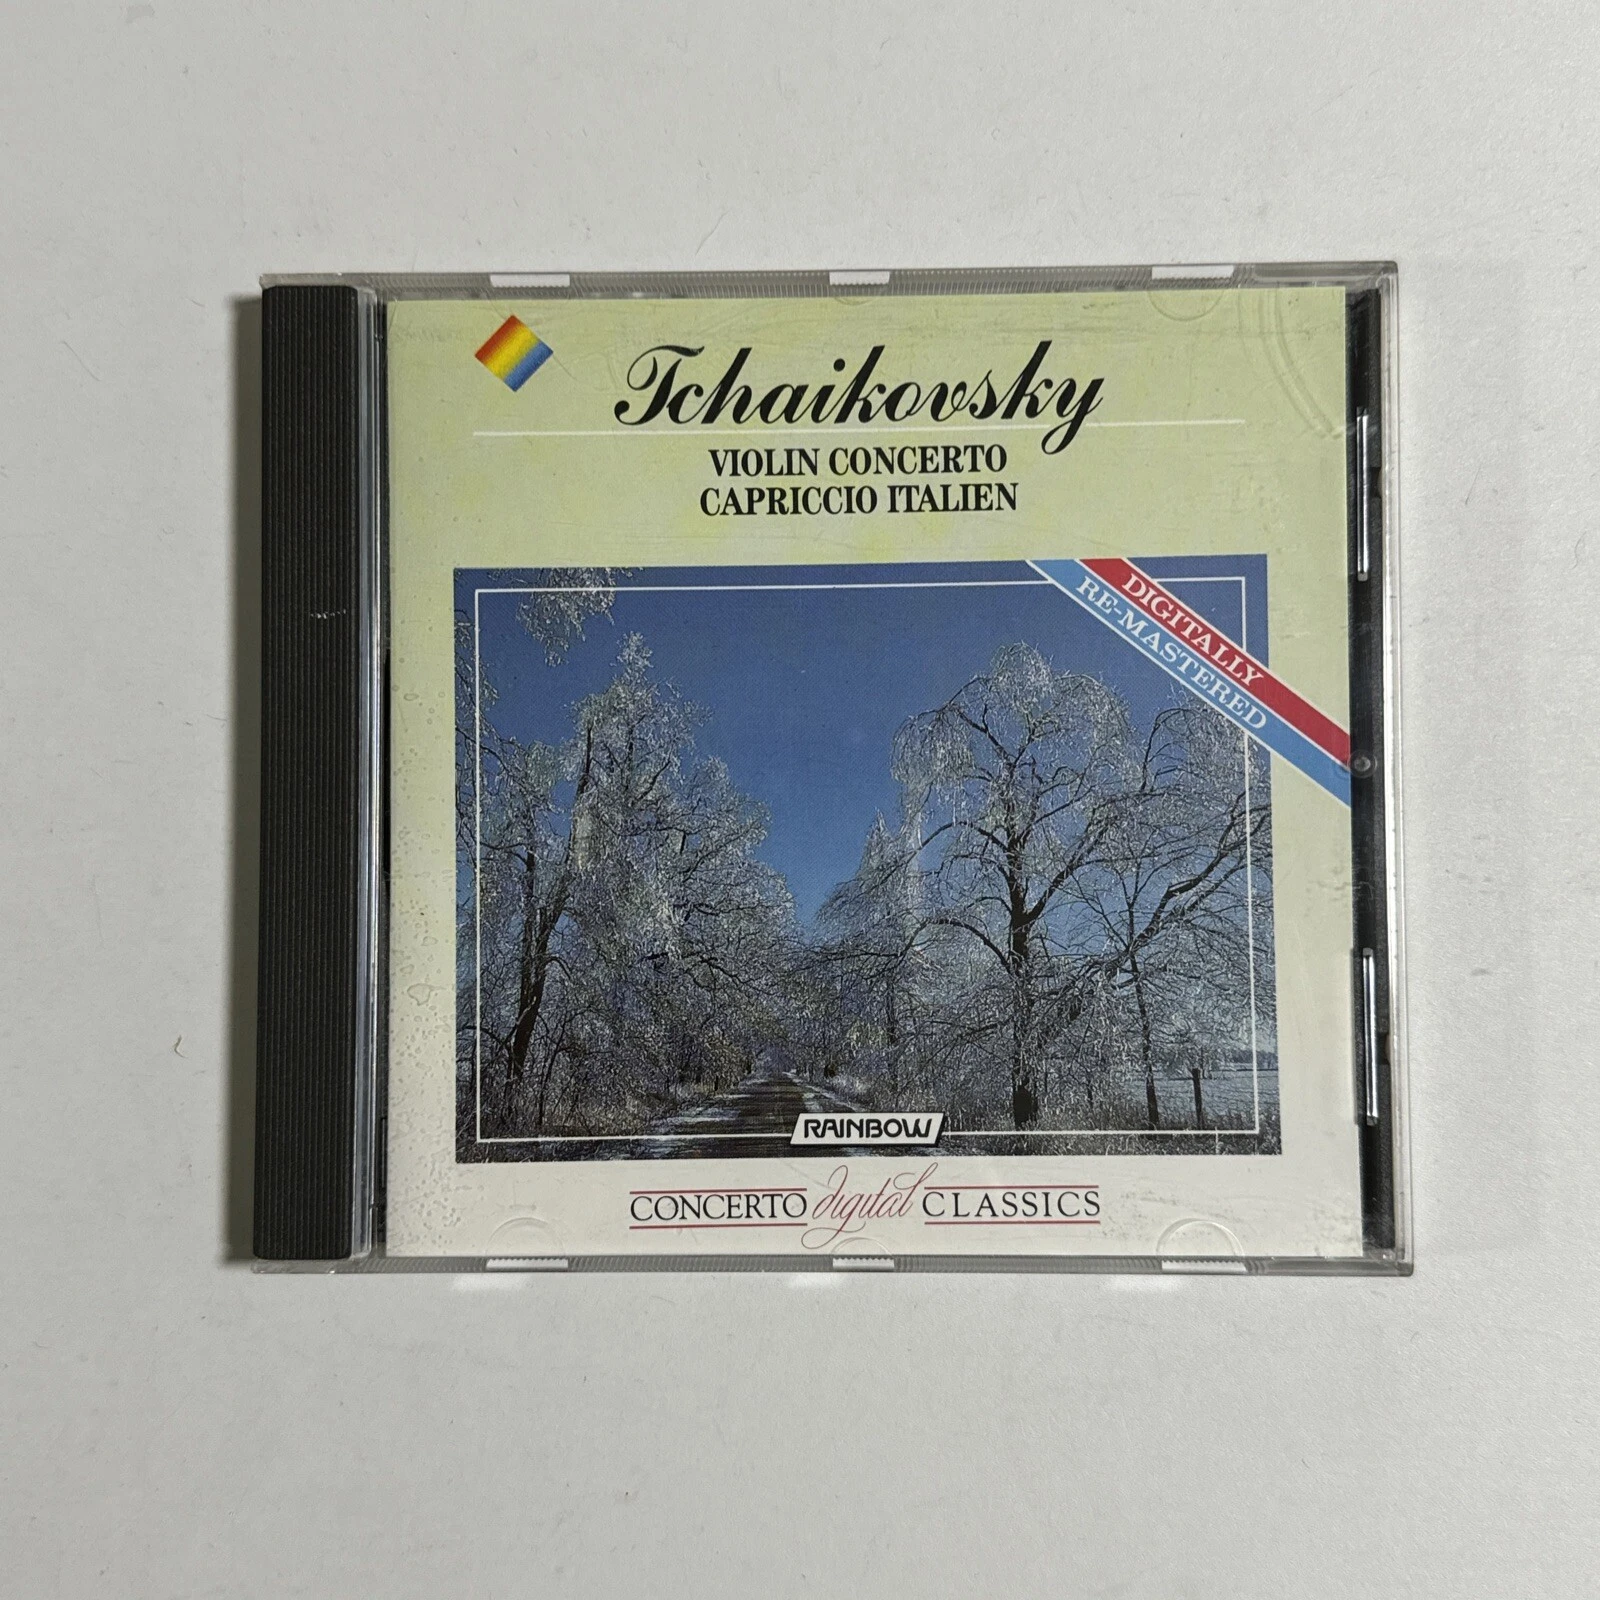 Tchaikovsky
VIOLIN CONCERTO
CAPRICCIO ITALIEN
DIGITALLY
RE-MASTERED
RAINBOW
CONCERTO digital CLASSICS